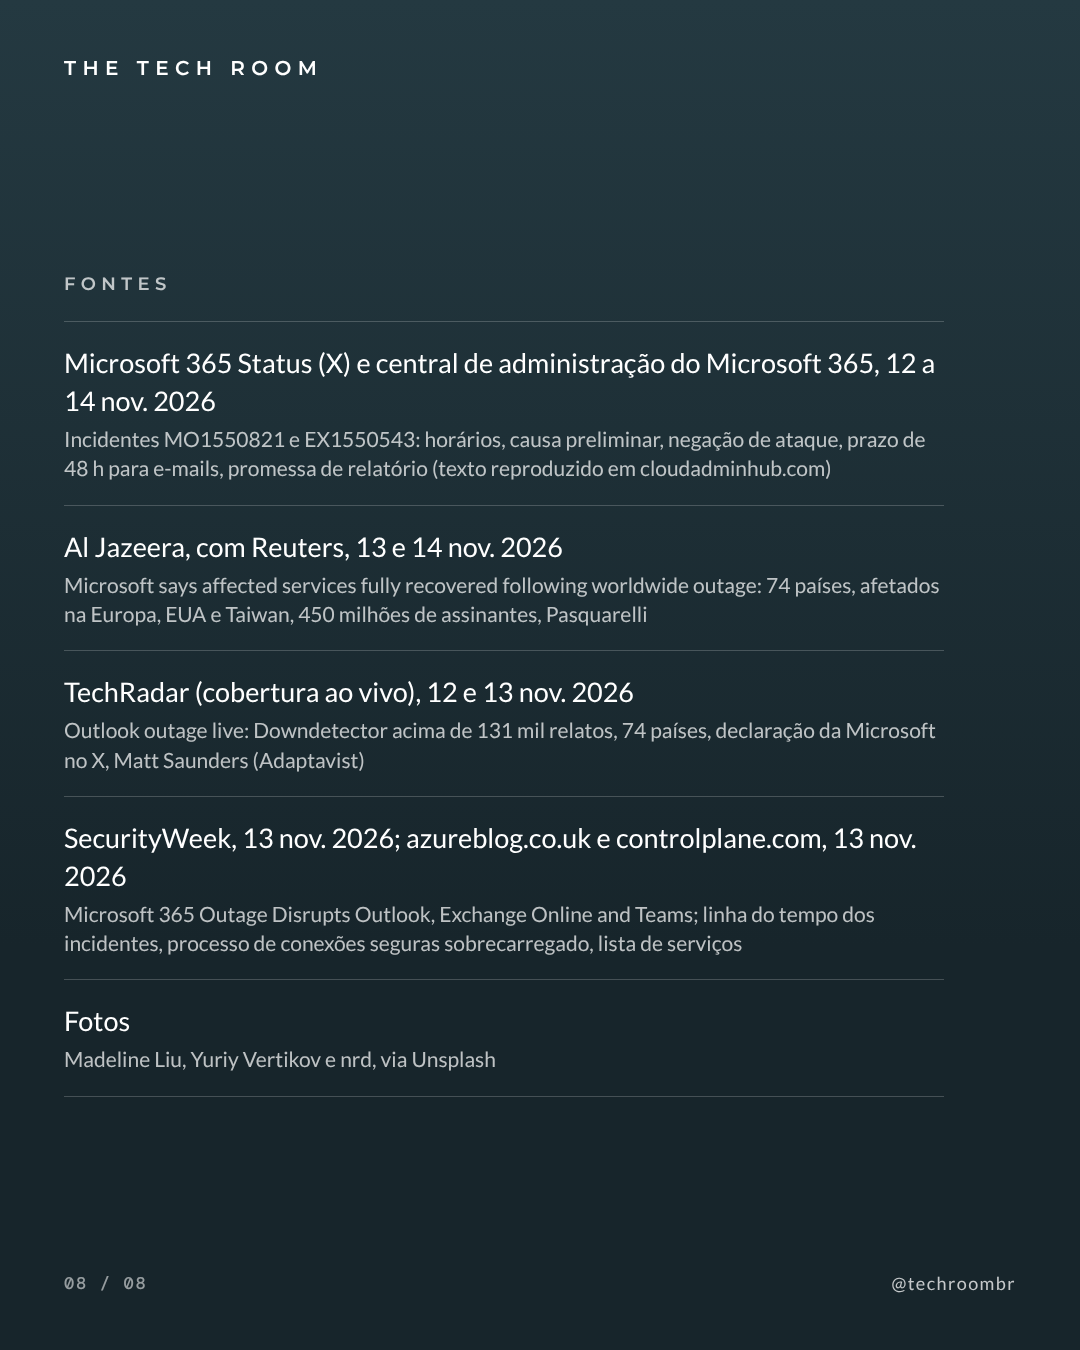 THE TECH ROOM
FONTES
Microsoft 365 Status (X) e central de administração do Microsoft 365, 12 a
14 nov. 2026
Incidentes MO1550821 e EX1550543: horários, causa preliminar, negação de ataque, prazo de
48 h para e-mails, promessa de relatório (texto reproduzido em cloudadminhub.com)
Al Jazeera, com Reuters, 13 e 14 nov. 2026
Microsoft says affected services fully recovered following worldwide outage: 74 países, afetados
na Europa, EUA e Taiwan, 450 milhões de assinantes, Pasquarelli
TechRadar (cobertura ao vivo), 12 e 13 nov. 2026
Outlook outage live: Downdetector acima de 131 mil relatos, 74 países, declaração da Microsoft
no X, Matt Saunders (Adaptavist)
SecurityWeek, 13 nov. 2026; azureblog.co.uk e controlplane.com, 13 nov.
2026
Microsoft 365 Outage Disrupts Outlook, Exchange Online and Teams; linha do tempo dos
incidentes, processo de conexões seguras sobrecarregado, lista de serviços
Fotos
Madeline Liu, Yuriy Vertikov e nrd, via Unsplash
08 / 08
@techroombr